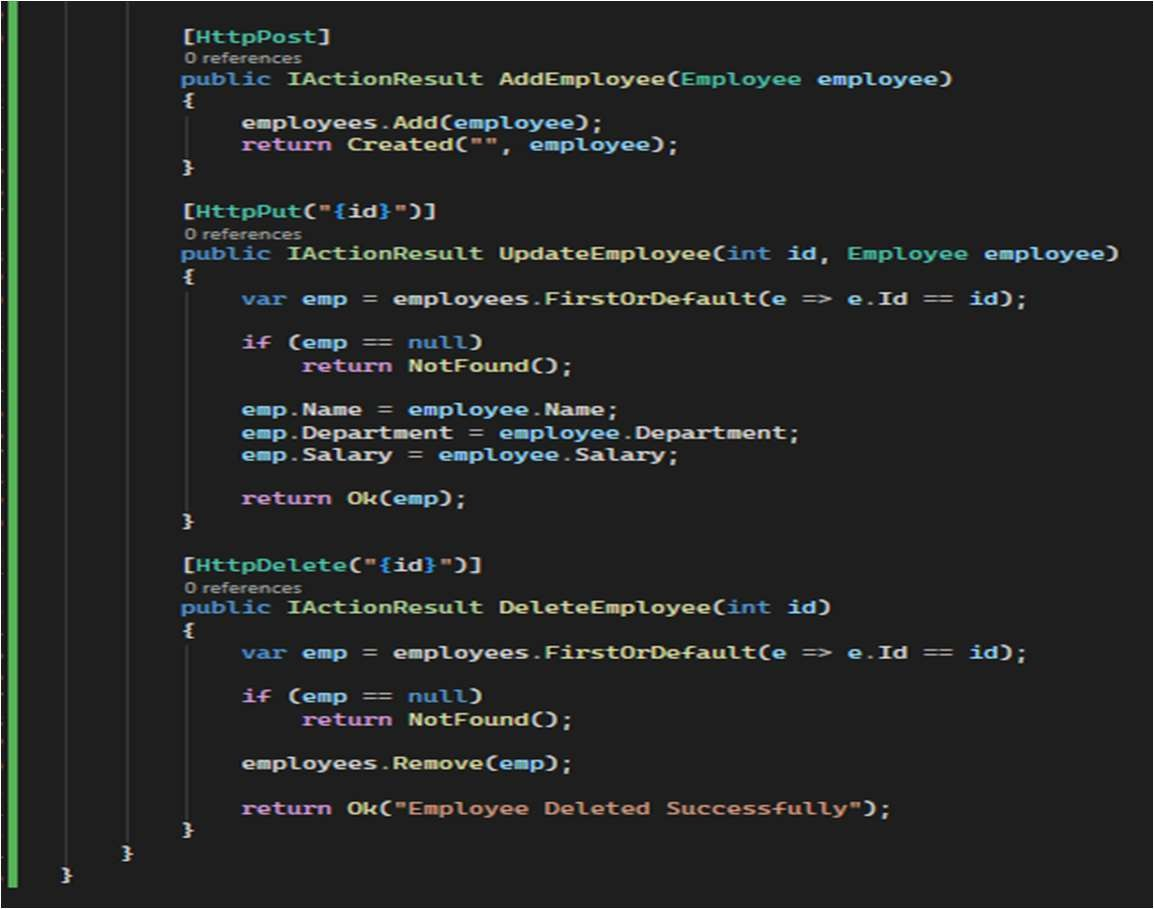 [HttpPost]
0 references
public IActionResult AddEmployee(Employee employee)
{
employees.Add(employee);
return Created("", employee);
}
[HttpPut("{id}")]
0 references
public IActionResult UpdateEmployee(int id, Employee employee)
{
var emp = employees.FirstOrDefault(e => e.Id == id);
if (emp == null)
return NotFound();
emp.Name = employee.Name;
emp.Department = employee.Department;
emp.Salary = employee.Salary;
return Ok(emp);
}
[HttpDelete("{id}")]
0 references
public IActionResult DeleteEmployee(int id)
{
var emp = employees.FirstOrDefault(e => e.Id == id);
if (emp == null)
return NotFound();
employees.Remove(emp);
return Ok("Employee Deleted Successfully");
}
}
}